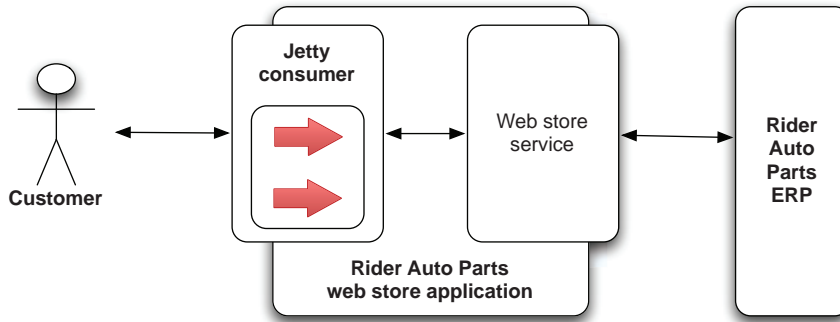 Customer
Jetty
consumer
Web store
service
Rider Auto Parts
web store application
Rider
Auto
Parts
ERP